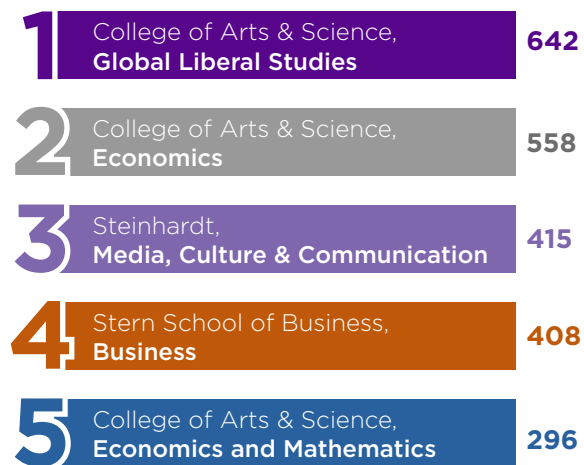 1
College of Arts & Science,
Global Liberal Studies
642
2
College of Arts & Science,
Economics
558
3
Steinhardt,
Media, Culture & Communication
415
4
Stern School of Business,
Business
408
5
College of Arts & Science,
Economics and Mathematics
296